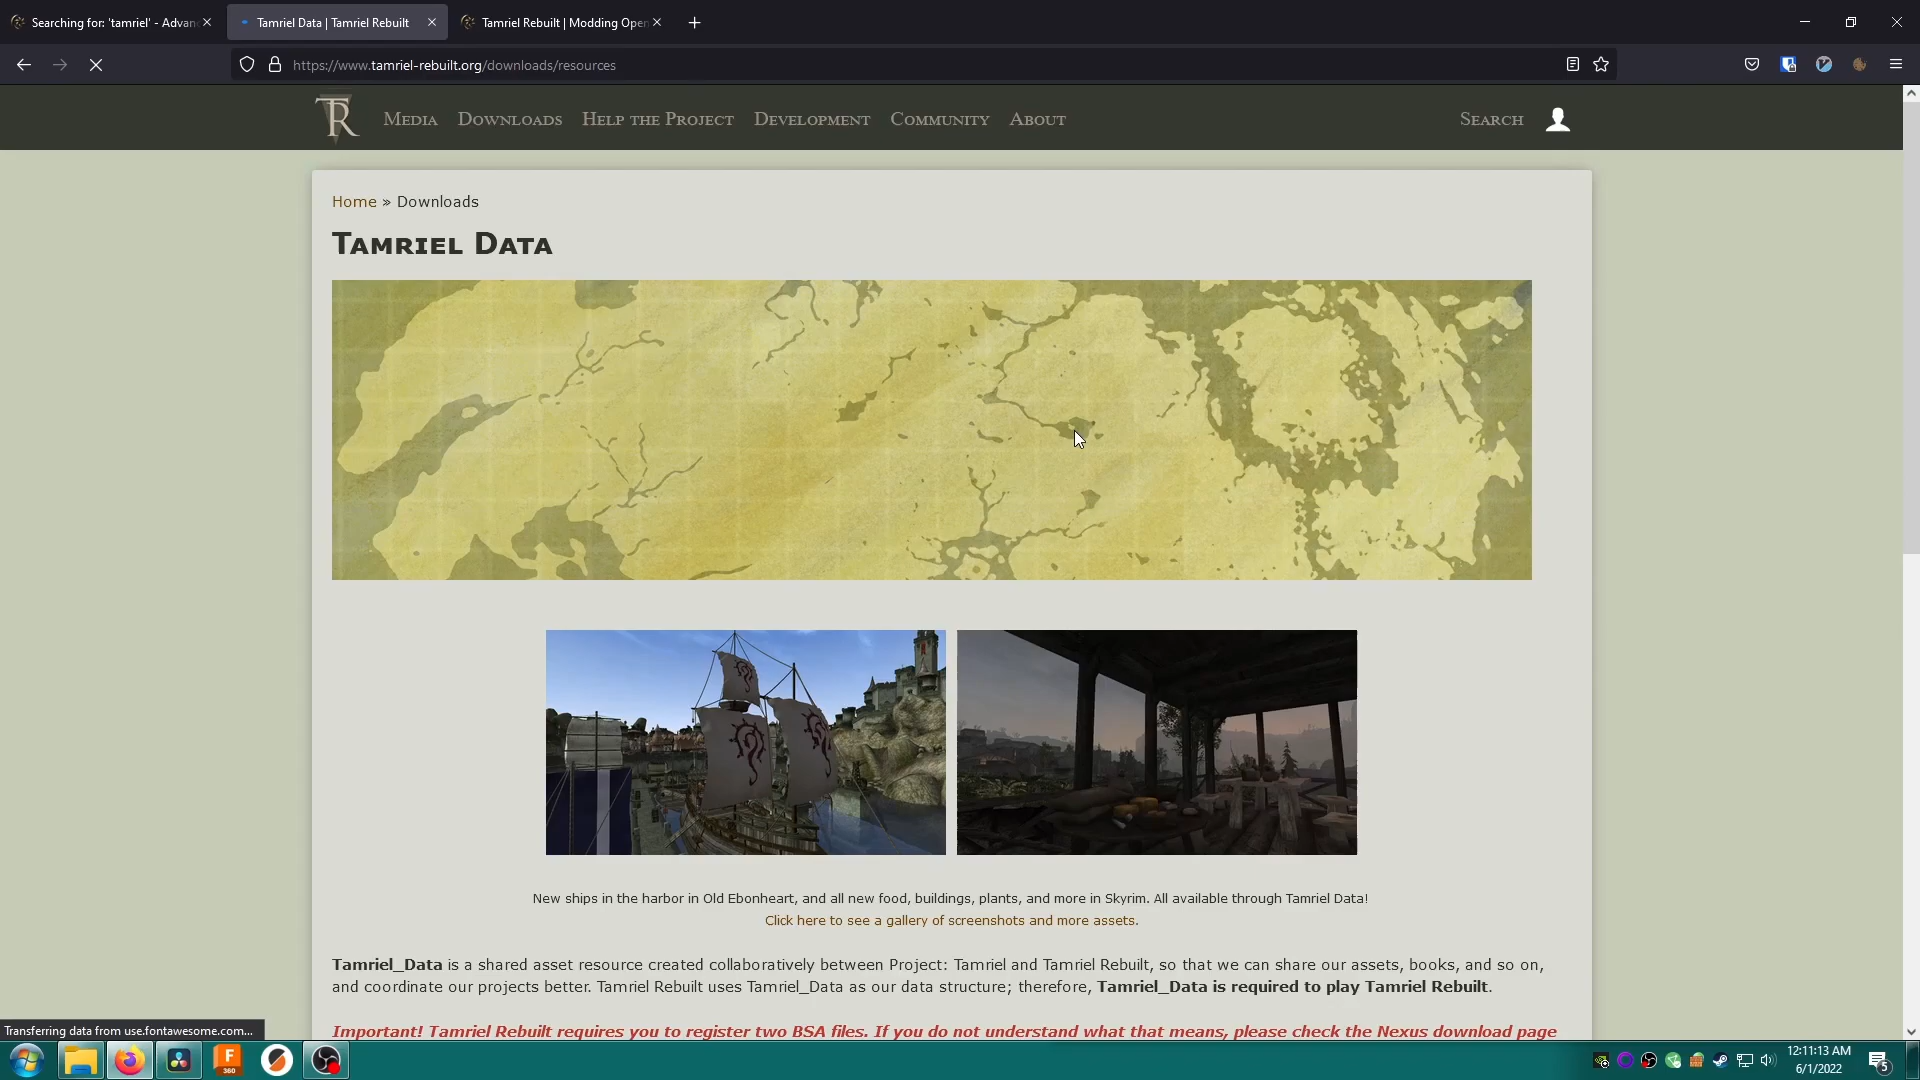 Searching for: 'tamriel' - Advanc
Tamriel Data | Tamriel Rebuilt
Tamriel Rebuilt | Modding Open
https://www.tamriel-rebuilt.org/downloads/resources
TR
Media
Downloads
Help the Project
Development
Community
About
Search
Home » Downloads
Tamriel Data
New ships in the harbor in Old Ebonheart, and all new food, buildings, plants, and more in Skyrim. All available through Tamriel Data!
Click here to see a gallery of screenshots and more assets.
Tamriel_Data is a shared asset resource created collaboratively between Project: Tamriel and Tamriel Rebuilt, so that we can share our assets, books, and so on,
and coordinate our projects better. Tamriel Rebuilt uses Tamriel_Data as our data structure; therefore, Tamriel_Data is required to play Tamriel Rebuilt.
Important! Tamriel Rebuilt requires you to register two BSA files. If you do not understand what that means, please check the Nexus download page
Transferring data from use.fontawesome.com...
F
360
12:11:13 AM
6/1/2022
5